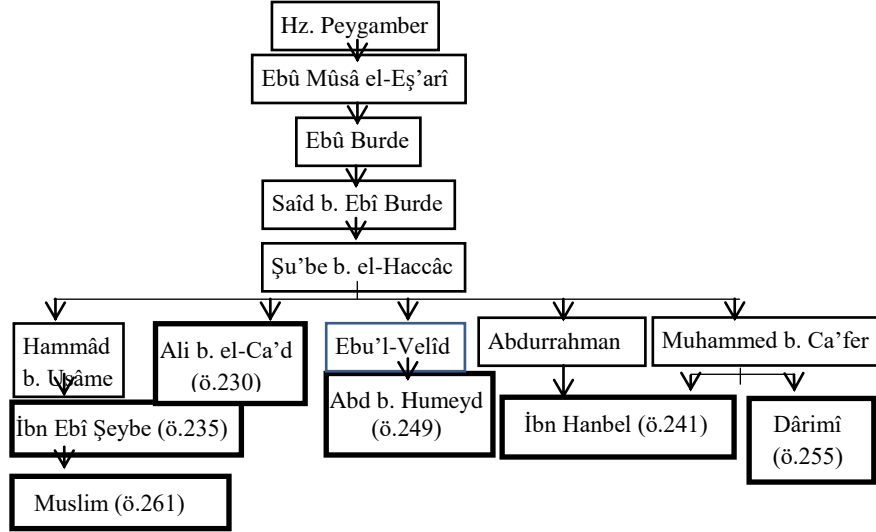 Hz. Peygamber
Ebû Mûsâ el-Eş’arî
Ebû Burde
Saîd b. Ebî Burde
Şu’be b. el-Haccâc
Hammâd
b. Usâme
Ali b. el-Ca’d
(ö.230)
Ebu’l-Velîd
Abdurrahman
Muhammed b. Ca’fer
İbn Ebî Şeybe (ö.235)
Abd b. Humeyd
(ö.249)
İbn Hanbel (ö.241)
Dârimî
(ö.255)
Muslim (ö.261)